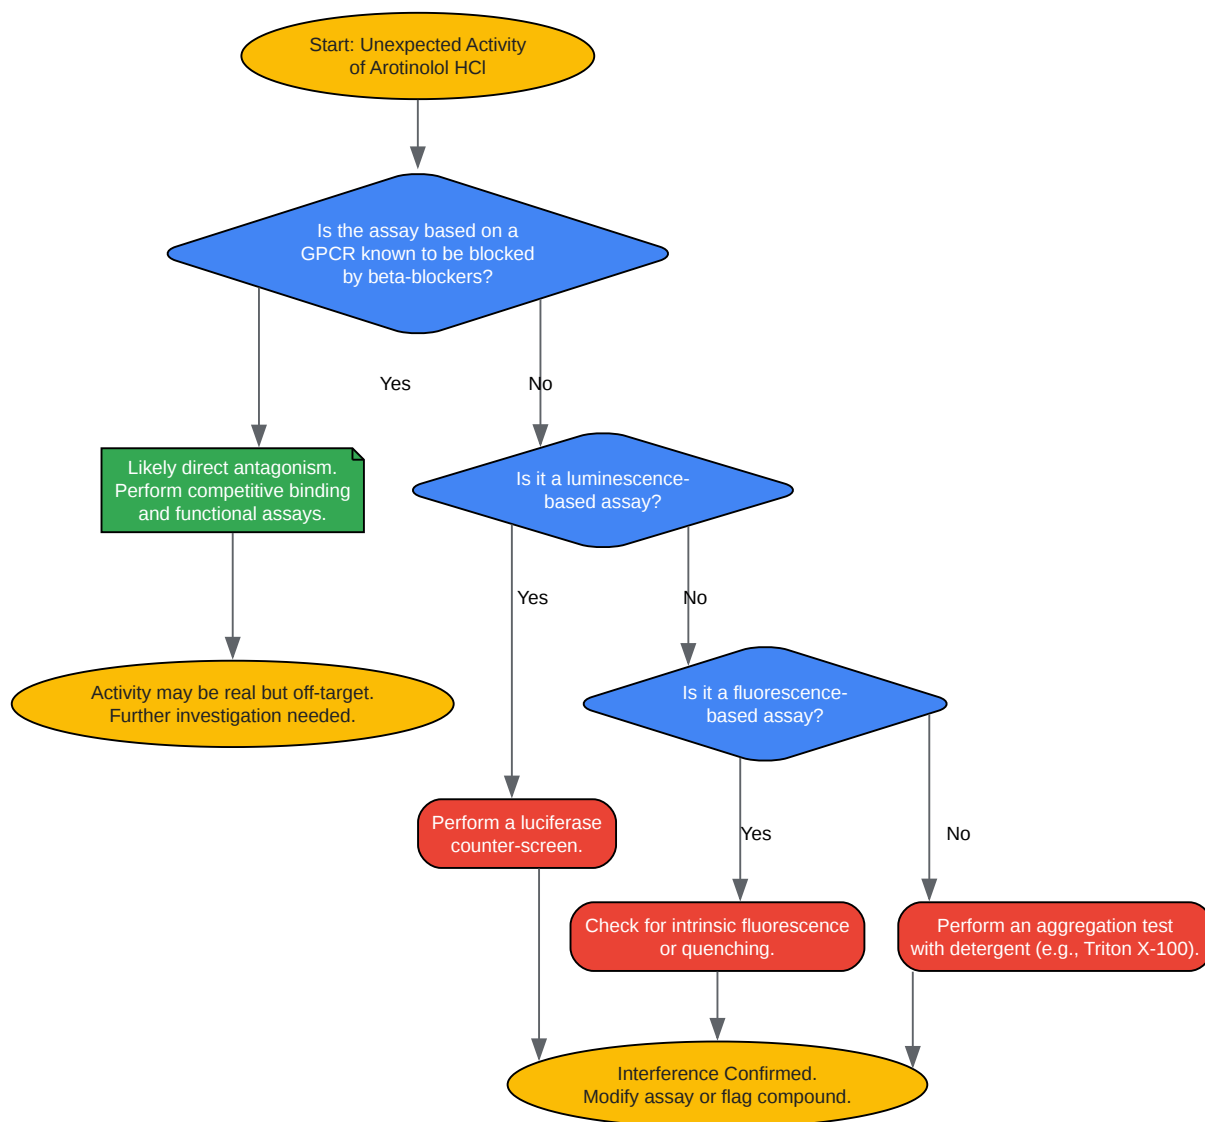 Start: Unexpected Activity
of Arotinolol HCl
Is the assay based on a
GPCR known to be blocked
by beta-blockers?
Yes
No
Likely direct antagonism.
Perform competitive binding
and functional assays.
Is it a luminescence-
based assay?
Yes
No
Activity may be real but off-target.
Further investigation needed.
Is it a fluorescence-
based assay?
Perform a luciferase
counter-screen.
Yes
No
Check for intrinsic fluorescence
or quenching.
Perform an aggregation test
with detergent (e.g., Triton X-100).
Interference Confirmed.
Modify assay or flag compound.